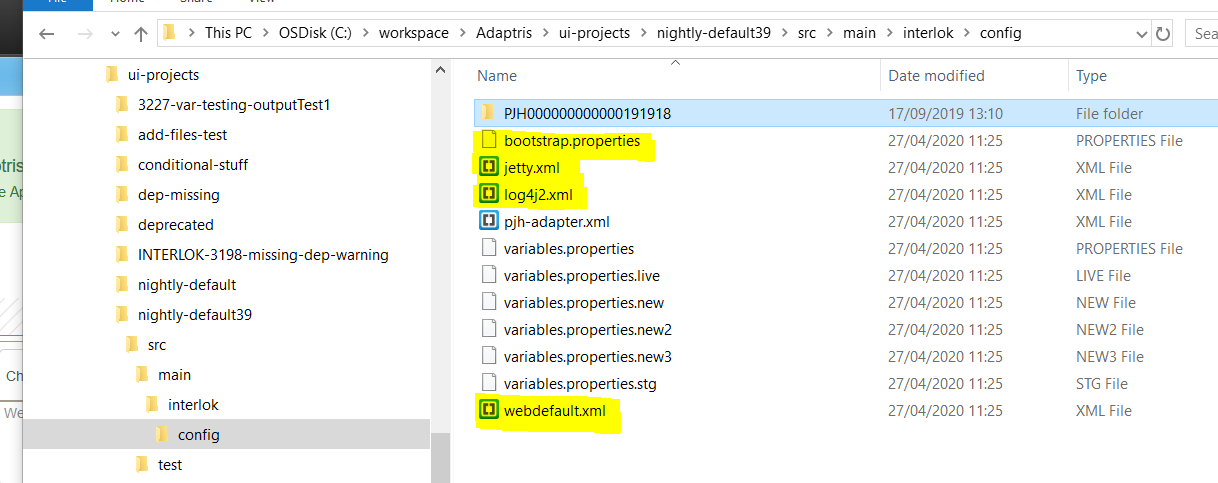 This PC > OSDisk (C:) > workspace > Adaptris > ui-projects > nightly-default39 > src > main > interlok > config
Sear
ui-projects
3227-var-testing-outputTest1
add-files-test
conditional-stuff
dep-missing
deprecated
INTERLOK-3198-missing-dep-warning
nightly-default
nightly-default39
src
main
interlok
config
test
Name Date modified Type
PJH000000000000191918 17/09/2019 13:10 File folder
bootstrap.properties 27/04/2020 11:25 PROPERTIES File
jetty.xml 27/04/2020 11:25 XML File
log4j2.xml 27/04/2020 11:25 XML File
pjh-adapter.xml 27/04/2020 11:25 XML File
variables.properties 27/04/2020 11:25 PROPERTIES File
variables.properties.live 27/04/2020 11:25 LIVE File
variables.properties.new 27/04/2020 11:25 NEW File
variables.properties.new2 27/04/2020 11:25 NEW2 File
variables.properties.new3 27/04/2020 11:25 NEW3 File
variables.properties.stg 27/04/2020 11:25 STG File
webdefault.xml 27/04/2020 11:25 XML File
ptris
e Ap
Ch
We